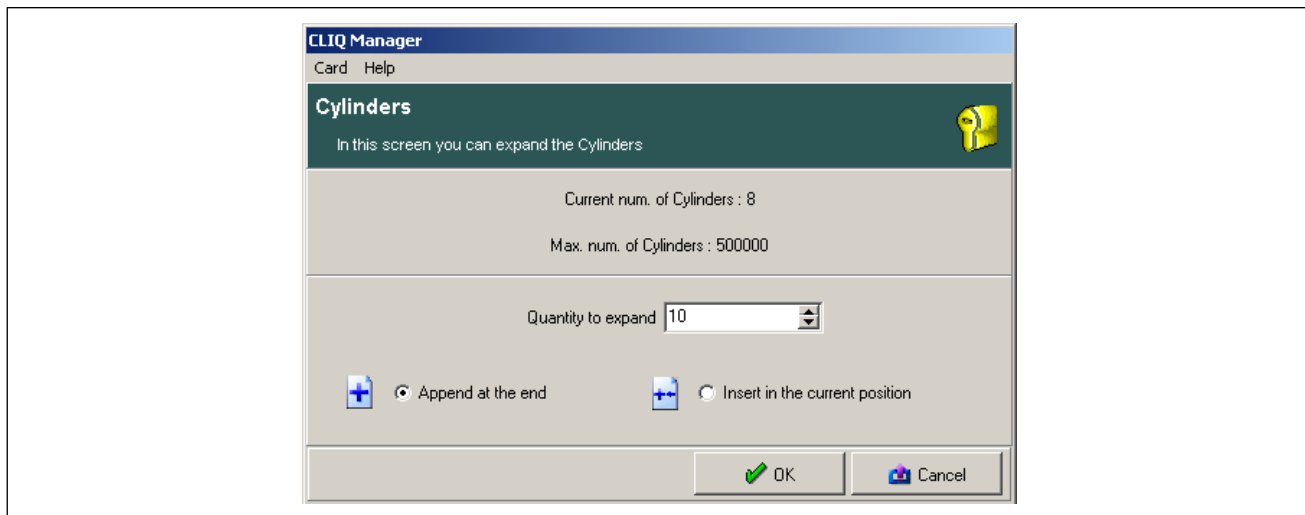 CLIQ Manager
Card Help
Cylinders
In this screen you can expand the Cylinders
Current num. of Cylinders : 8
Max. num. of Cylinders : 500000
Quantity to expand 10
Append at the end Insert in the current position
OK Cancel